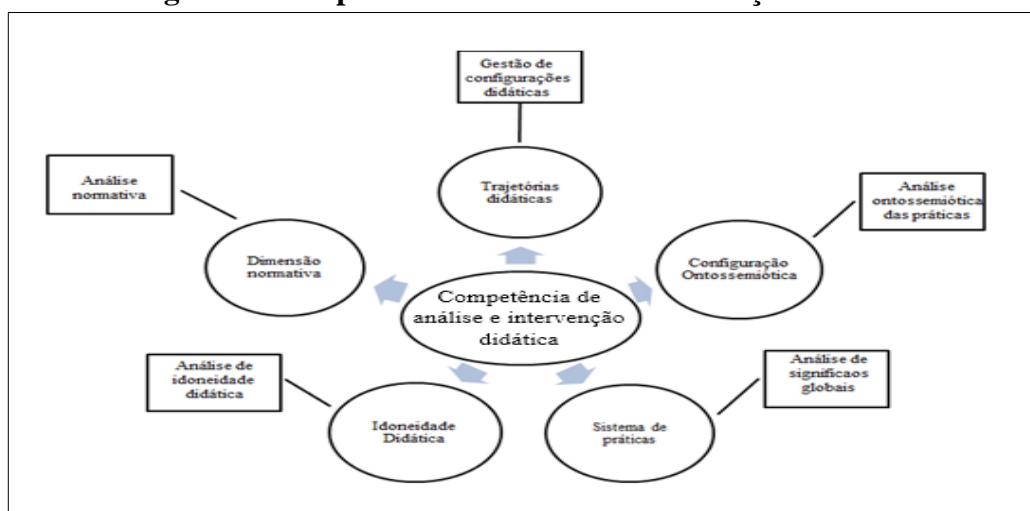 Gestão de
configurações
didáticas
Análise
normativa
Trajetórias
didáticas
Análise
ontossemiótica
das práticas
Dimensão
normativa
Configuração
Ontossemiótica
Competência de
análise e intervenção
didática
Análise de
idoneidade
didática
Análise de
significaos
globais
Idoneidade
Didática
Sistema de
práticas